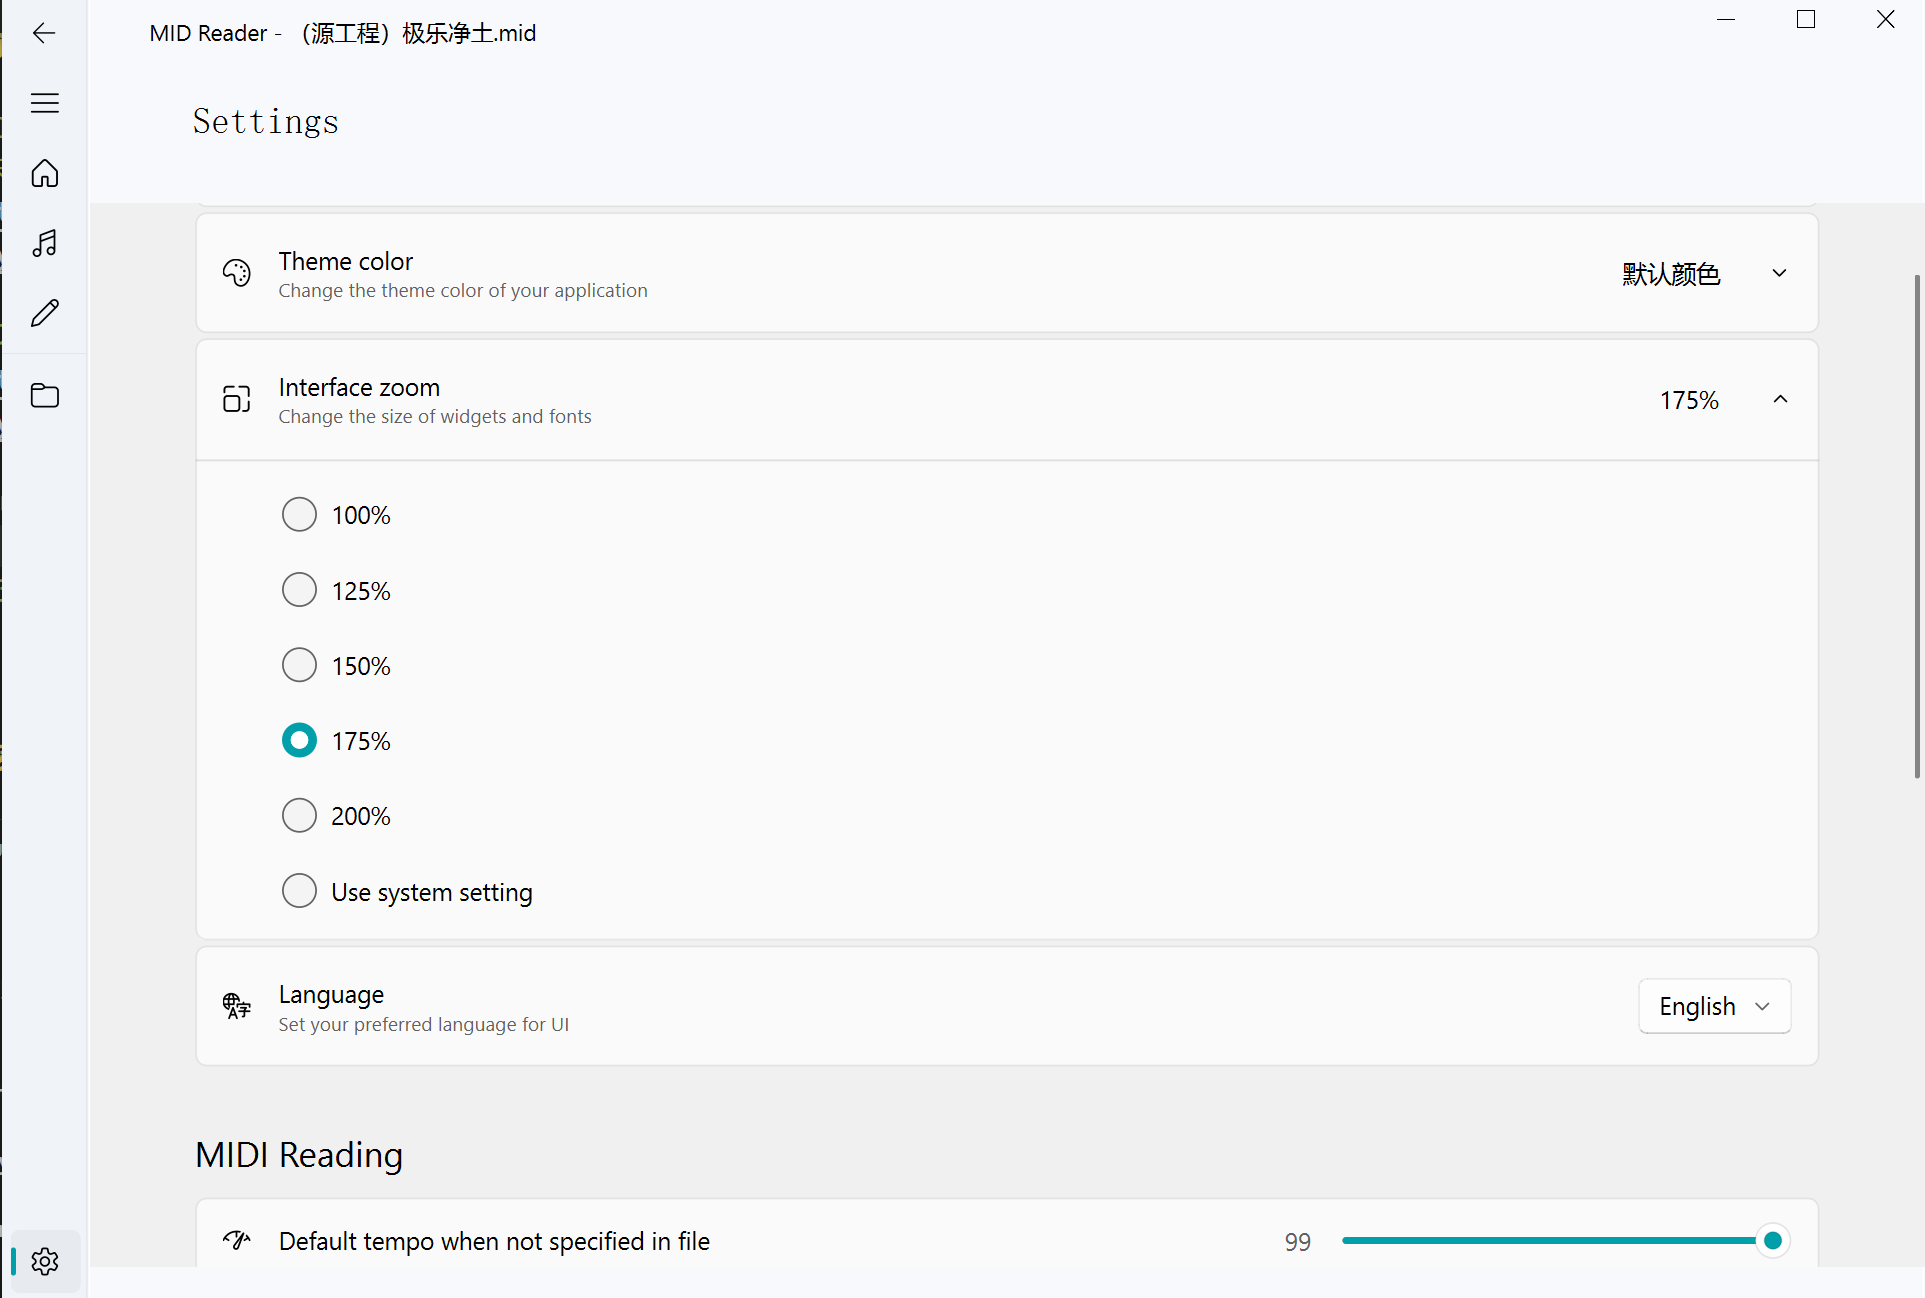 MID Reader - （源工程）极乐净土.mid
Settings
Theme color
Change the theme color of your application
默认颜色
Interface zoom
Change the size of widgets and fonts
175%
100%
125%
150%
175%
200%
Use system setting
Language
Set your preferred language for UI
English
MIDI Reading
Default tempo when not specified in file
99